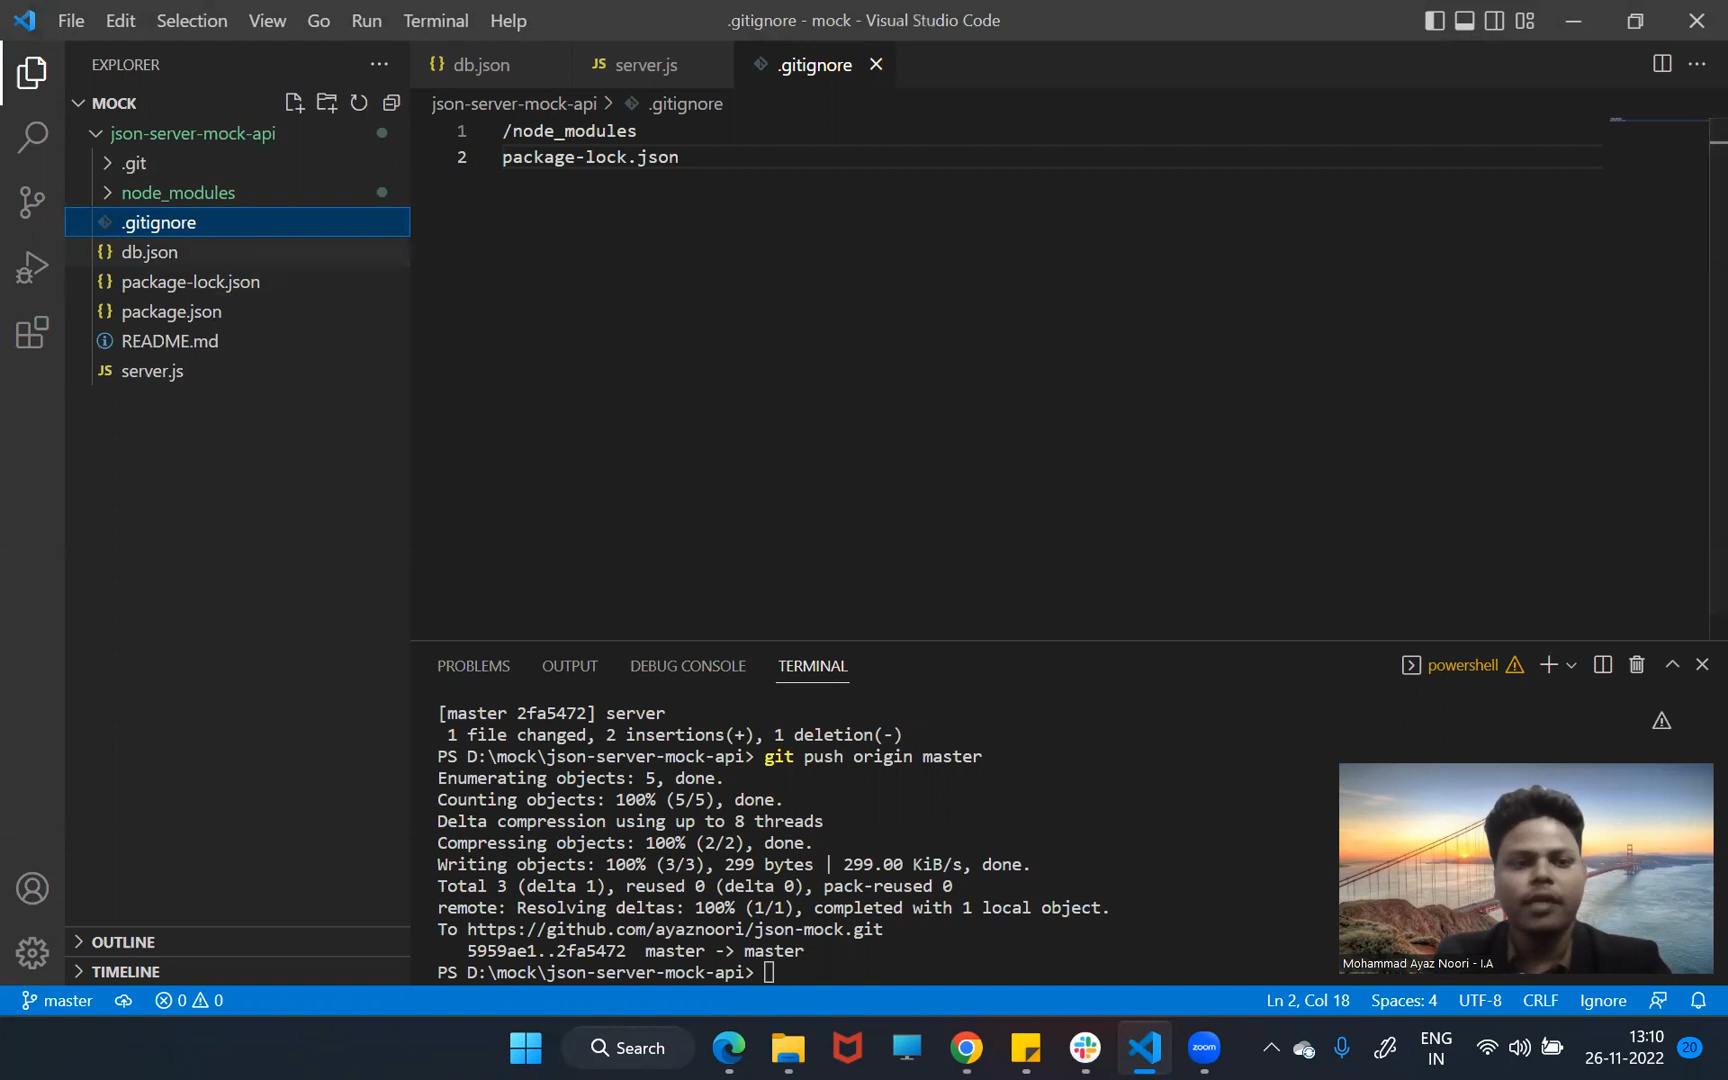 File Edit Selection View Go Run Terminal Help
.gitignore - mock - Visual Studio Code
EXPLORER
MOCK
json-server-mock-api
.git
node_modules
.gitignore
db.json
package-lock.json
package.json
README.md
server.js
OUTLINE
TIMELINE
db.json
JS server.js
.gitignore
json-server-mock-api > .gitignore
1 /node_modules
2 package-lock.json
PROBLEMS OUTPUT DEBUG CONSOLE TERMINAL
powershell
[master 2fa5472] server
1 file changed, 2 insertions(+), 1 deletion(-)
PS D:\mock\json-server-mock-api> git push origin master
Enumerating objects: 5, done.
Counting objects: 100% (5/5), done.
Delta compression using up to 8 threads
Compressing objects: 100% (2/2), done.
Writing objects: 100% (3/3), 299 bytes | 299.00 KiB/s, done.
Total 3 (delta 1), reused 0 (delta 0), pack-reused 0
remote: Resolving deltas: 100% (1/1), completed with 1 local object.
To https://github.com/ayaznoori/json-mock.git
5959ae1..2fa5472 master -> master
PS D:\mock\json-server-mock-api>
Mohammad Ayaz Noori - I.A
master 0 0
Ln 2, Col 18 Spaces: 4 UTF-8 CRLF Ignore
Search
zoom
ENG
IN
13:10
26-11-2022
20